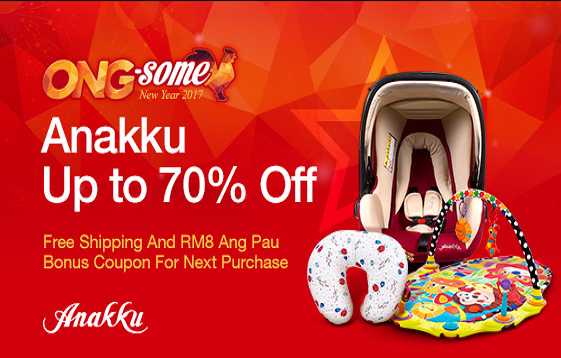 ONG-some
New Year 2017
Anakku
Up to 70% Off
Free Shipping And RM8 Ang Pau
Bonus Coupon For Next Purchase
Anakku
Anakku